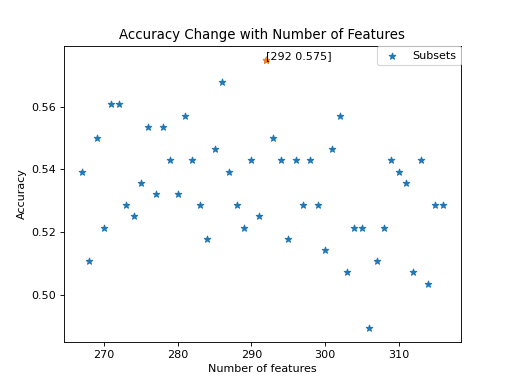 Accuracy Change with Number of Features
[292 0.575]
Subsets
0.56
0.54
0.52
0.50
Accuracy
270 280 290 300 310
Number of features